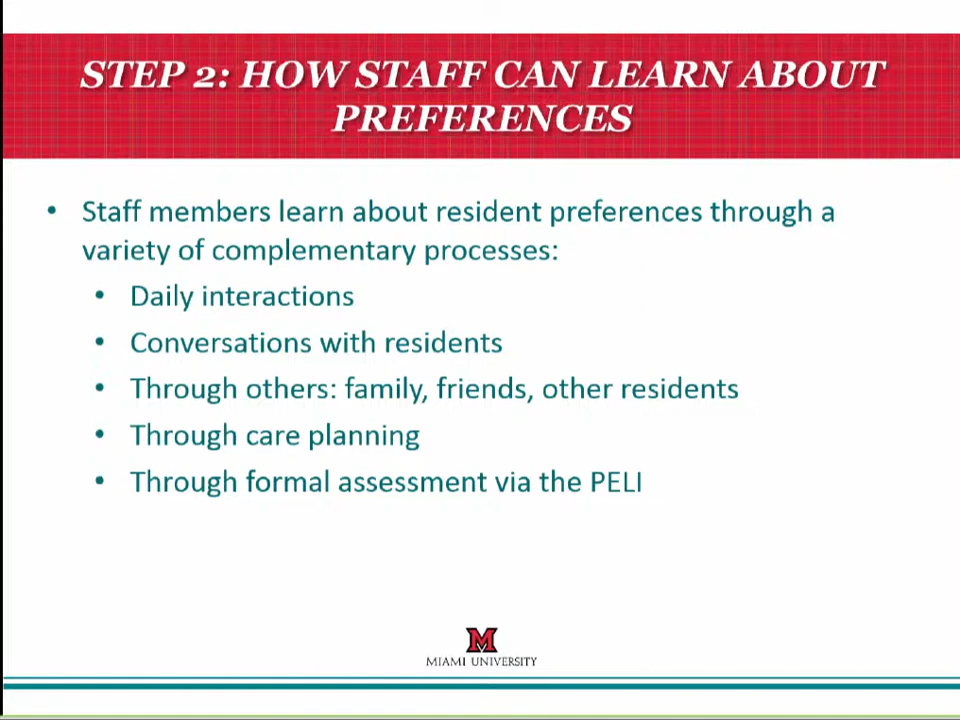 STEP 2: HOW STAFF CAN LEARN ABOUT
PREFERENCES
• Staff members learn about resident preferences through a
variety of complementary processes:
• Daily interactions
• Conversations with residents
• Through others: family, friends, other residents
• Through care planning
• Through formal assessment via the PELI
M
MIAMI UNIVERSITY